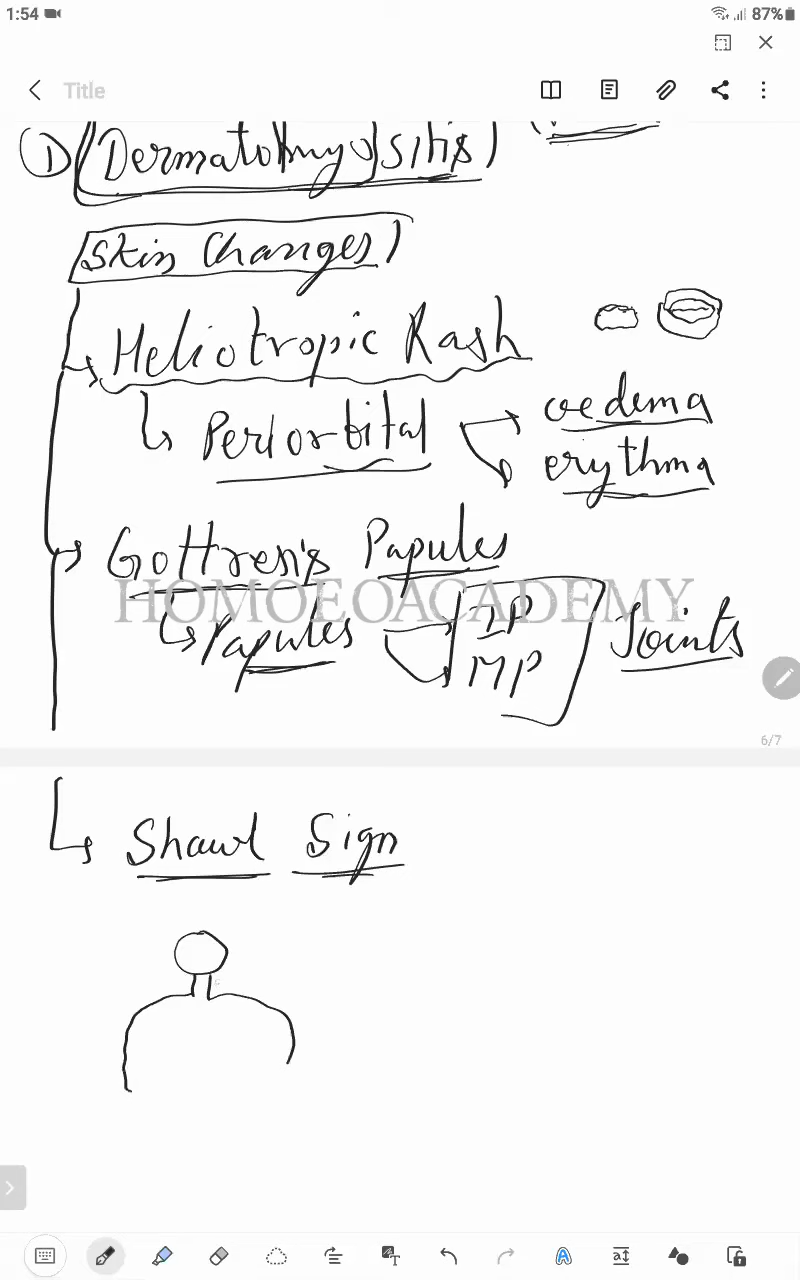 1:54 87%
Title
① Dermatomyositis
Skin Changes
Heliotropic Rash
Periorbital oedema
erythma
Gottren's Papules
HOMOEOACADEMY
Papules IP Joints
MP
6/7
Shawl Sign